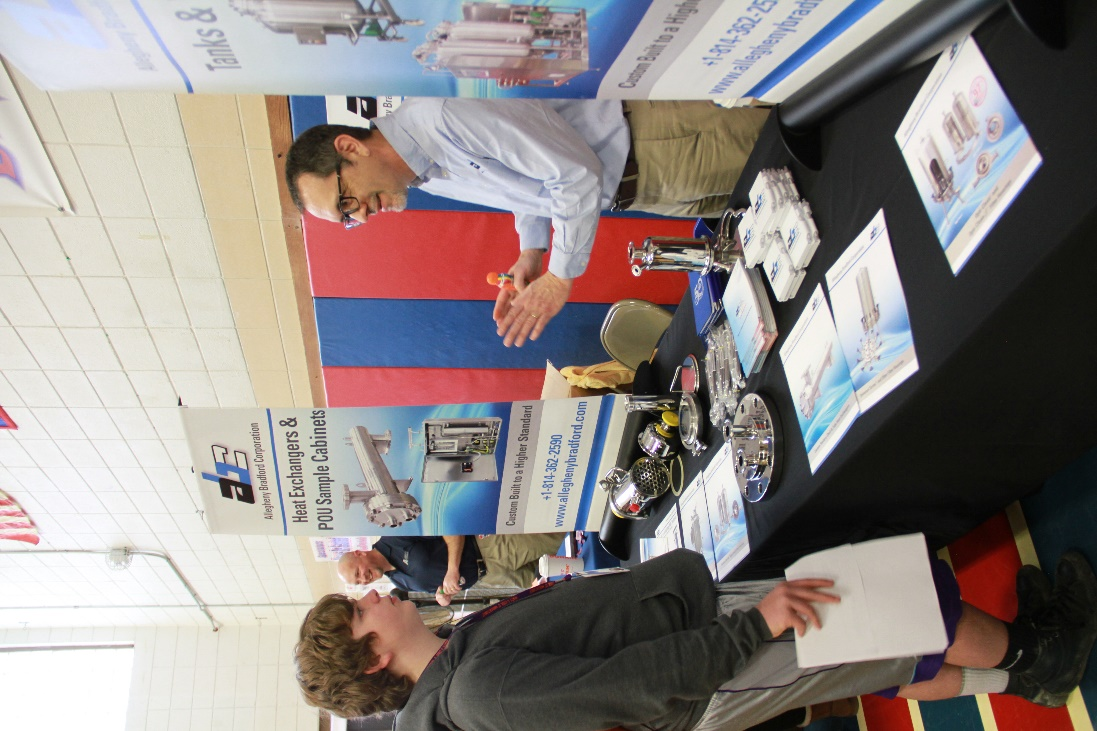 Tanks &
Custom Built to a Higher
+1-814-362-25
www.alleghenybradf
Allegheny Bradford Corporation
Heat Exchangers &
POU Sample Cabinets
Custom Built to a Higher Standard
+1-814-362-2590
www.alleghenybradford.com